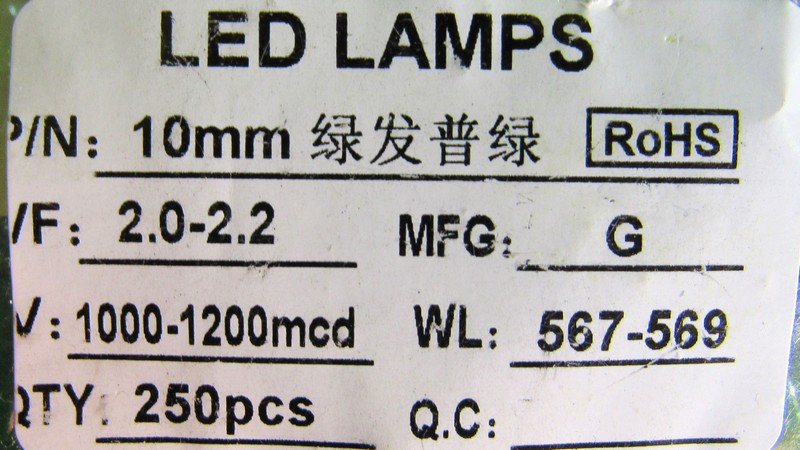 LED LAMPS
P/N: 10mm 绿发普绿 RoHS
VF: 2.0-2.2 MFG: G
IV: 1000-1200mcd WL: 567-569
QTY: 250pcs Q.C: